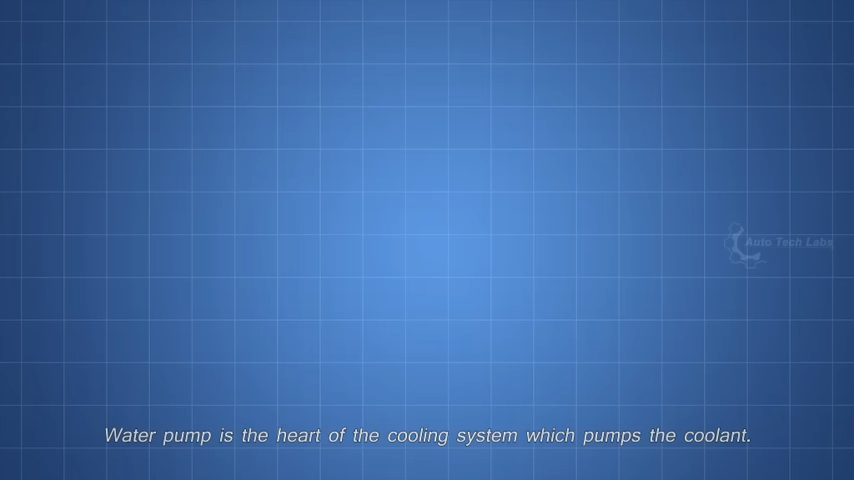 Auto Tech Labs
Water pump is the heart of the cooling system which pumps the coolant.